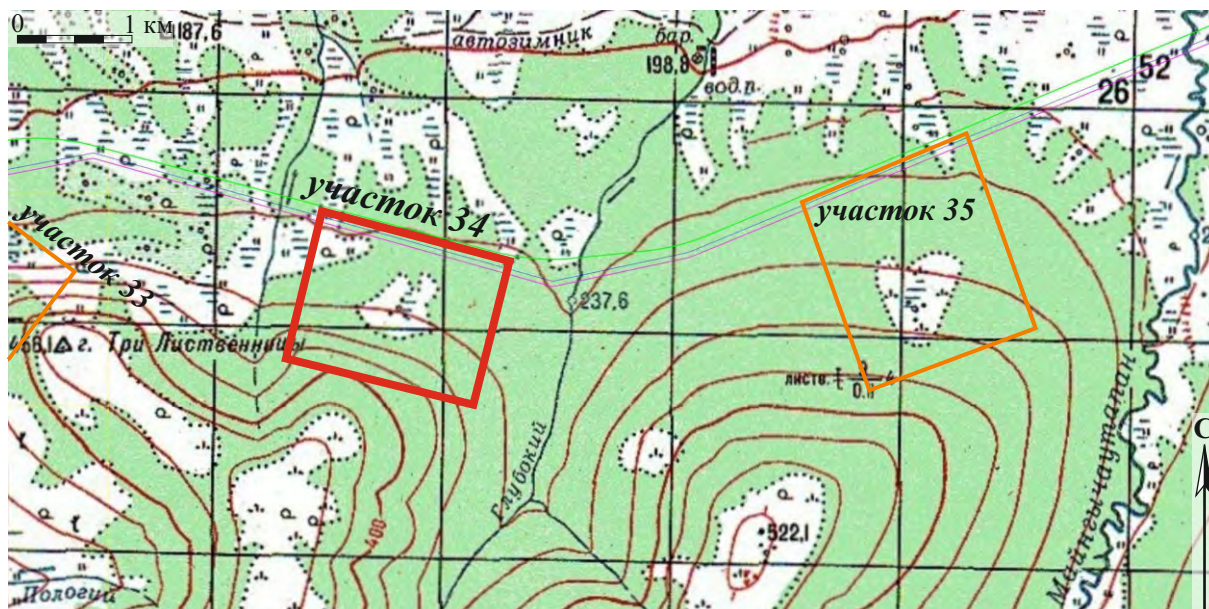 0
1 км
187,6
автозимник
бар.
198,8
вод.п.
52
26
участок 34
участок 35
участок 33
237.6
г. Три Лиственницы
листв.
Глубокий
Майнгычаутапан
С
400
522,1
Пологий